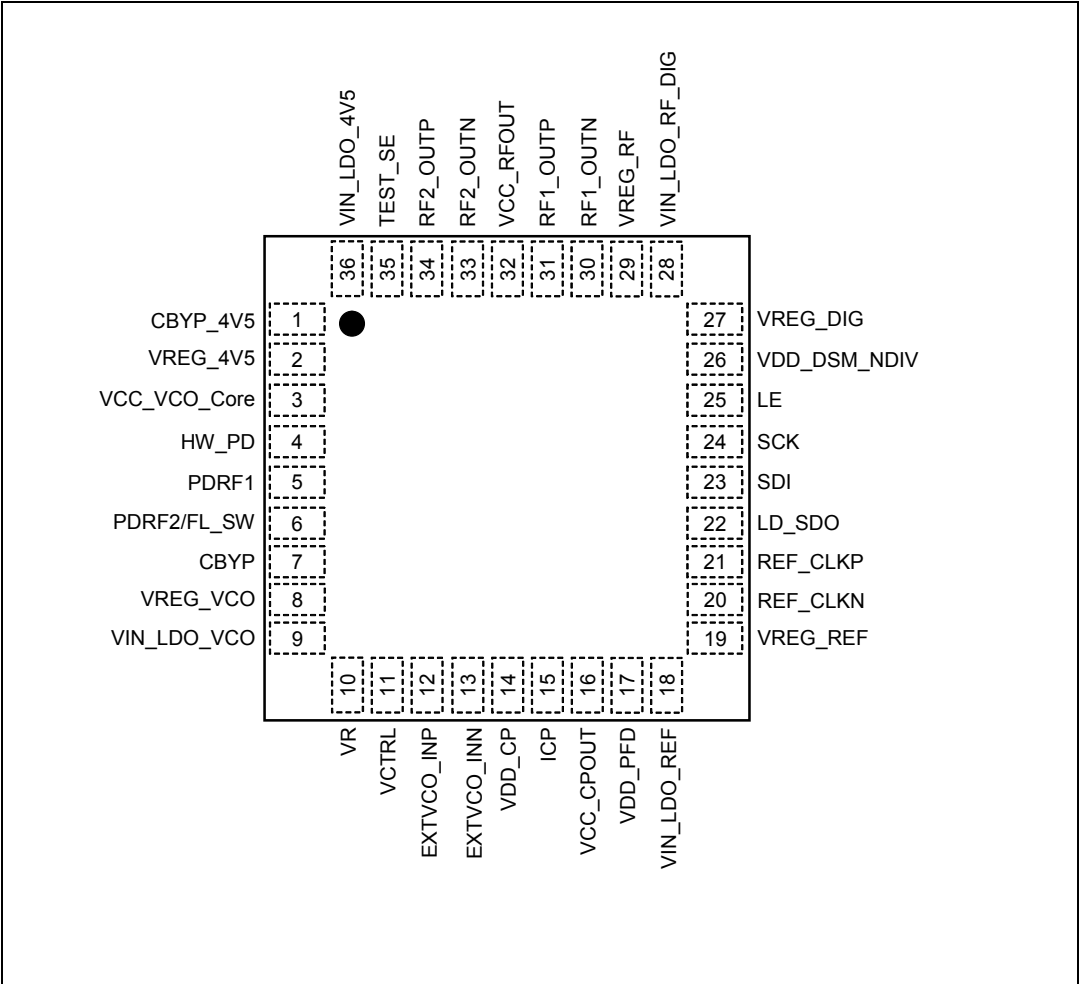 VIN_LDO_4V5
TEST_SE
RF2_OUTP
RF2_OUTN
VCC_RFOUT
RF1_OUTP
RF1_OUTN
VREG_RF
VIN_LDO_RF_DIG
36
35
34
33
32
31
30
29
28
CBYP_4V5 1
VREG_4V5 2
VCC_VCO_Core 3
HW_PD 4
PDRF1 5
PDRF2/FL_SW 6
CBYP 7
VREG_VCO 8
VIN_LDO_VCO 9
27 VREG_DIG
26 VDD_DSM_NDIV
25 LE
24 SCK
23 SDI
22 LD_SDO
21 REF_CLKP
20 REF_CLKN
19 VREG_REF
10
11
12
13
14
15
16
17
18
VR
VCTRL
EXTVCO_INP
EXTVCO_INN
VDD_CP
ICP
VCC_CPOUT
VDD_PFD
VIN_LDO_REF